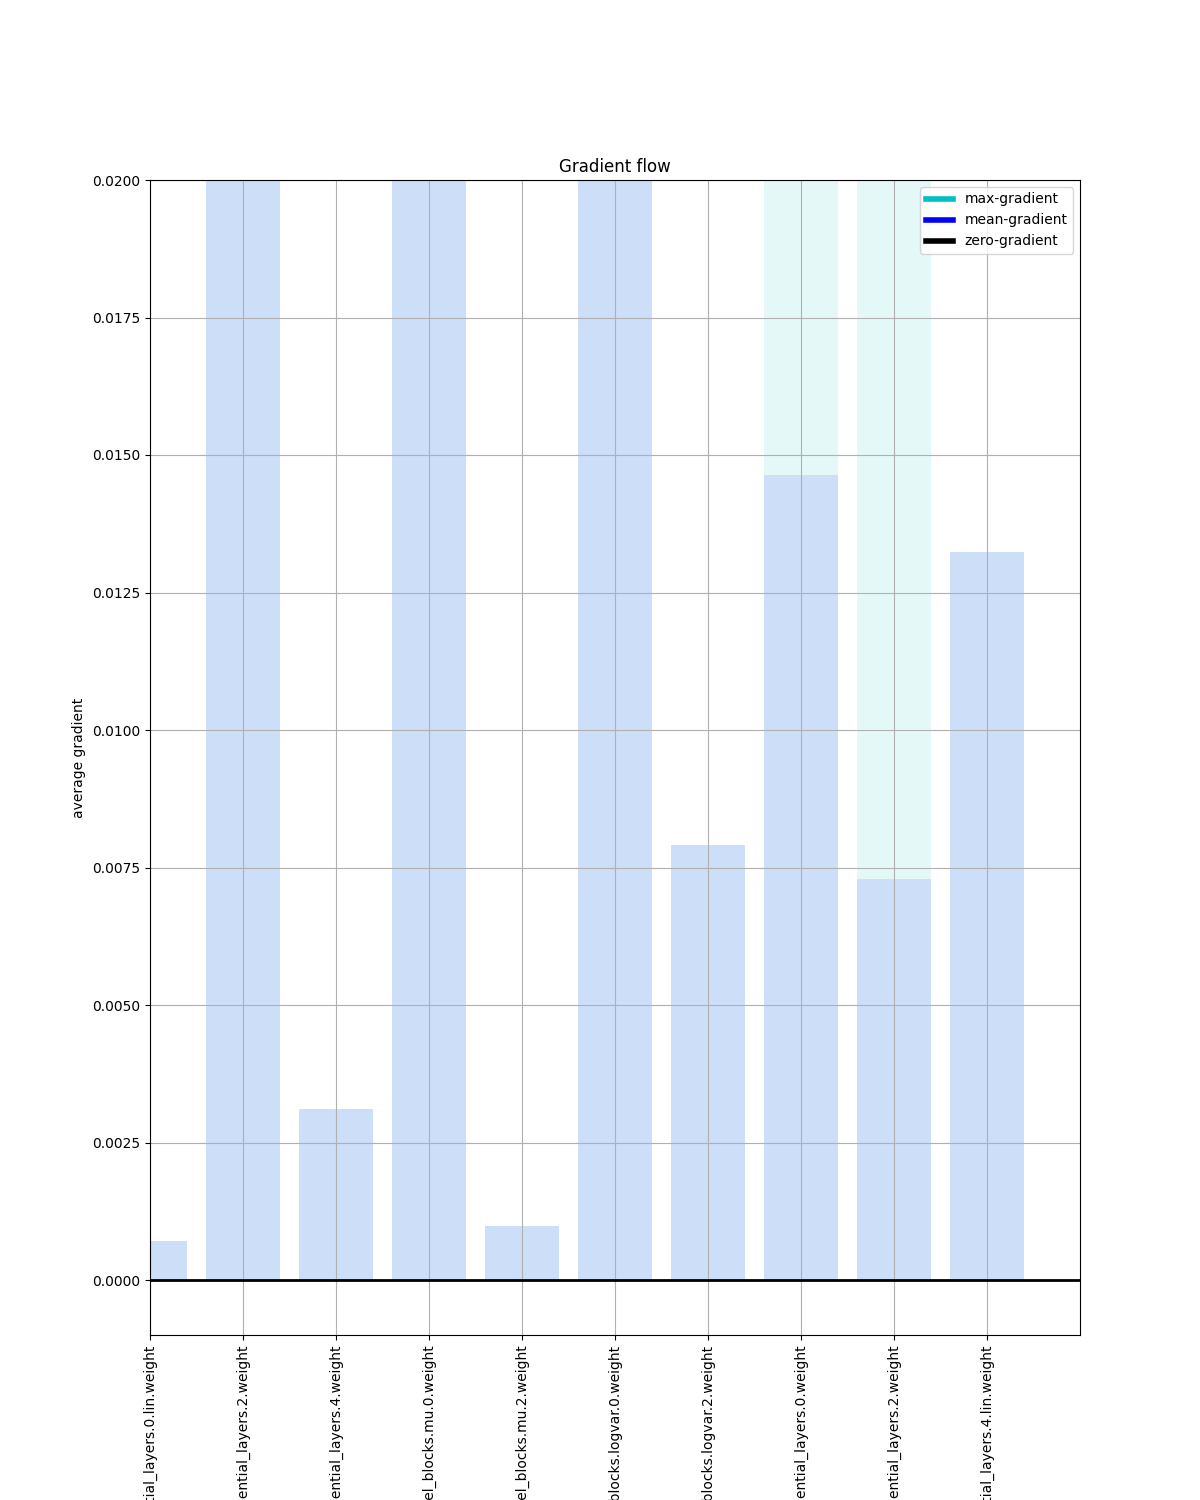 Gradient flow
max-gradient
mean-gradient
zero-gradient
average gradient
0.0200
0.0175
0.0150
0.0125
0.0100
0.0075
0.0050
0.0025
0.0000
tial_layers.0.lin.weight
ential_layers.2.weight
ential_layers.4.weight
el_blocks.mu.0.weight
el_blocks.mu.2.weight
blocks.logvar.0.weight
blocks.logvar.2.weight
ential_layers.0.weight
ential_layers.2.weight
tial_layers.4.lin.weight